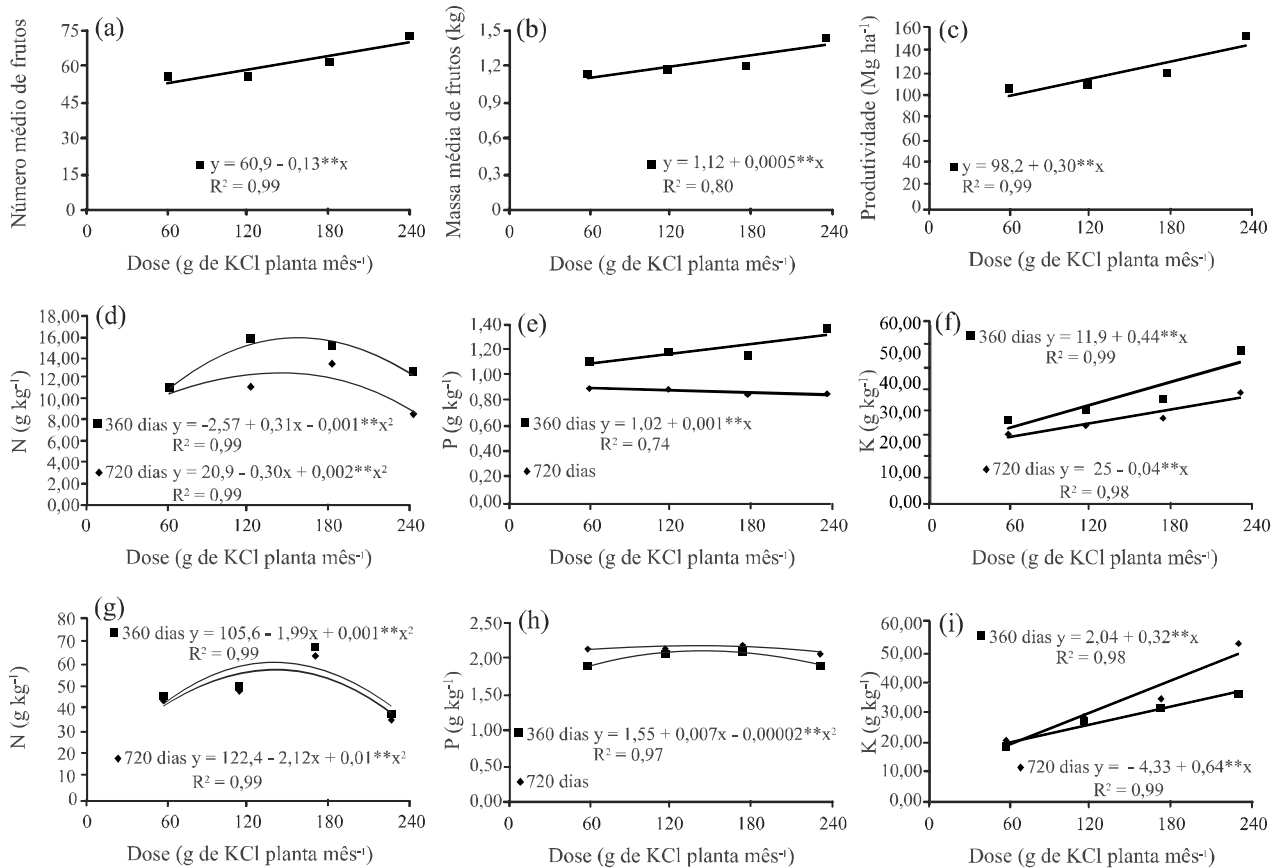 (a)
Número médio de frutos
75
60
45
30
15
0
0 60 120 180 240
y = 60,9 - 0,13**x
R² = 0,99
Dose (g de KCl planta mês⁻¹)
(b)
Massa média de frutos (kg)
1,5
1,2
0,9
0,6
0,3
0
0 60 120 180 240
y = 1,12 + 0,0005**x
R² = 0,80
Dose (g de KCl planta mês⁻¹)
(c)
Produtividade (Mg ha⁻¹)
160
140
120
100
80
60
40
20
0
0 60 120 180 240
y = 98,2 + 0,30**x
R² = 0,99
Dose (g de KCl planta mês⁻¹)
(d)
N (g kg⁻¹)
18,00
16,00
14,00
12,00
10,00
8,00
6,00
4,00
2,00
0,00
0 60 120 180 240
360 dias y = -2,57 + 0,31x - 0,001**x²
R² = 0,99
720 dias y = 20,9 - 0,30x + 0,002**x²
R² = 0,99
Dose (g de KCl planta mês⁻¹)
(e)
P (g kg⁻¹)
1,40
1,20
1,00
0,80
0,60
0,40
0,20
0,00
0 60 120 180 240
360 dias y = 1,02 + 0,001**x
R² = 0,74
720 dias
Dose (g de KCl planta mês⁻¹)
(f)
K (g kg⁻¹)
60,00
50,00
40,00
30,00
20,00
10,00
0,00
0 60 120 180 240
360 dias y = 11,9 + 0,44**x
R² = 0,99
720 dias y = 25 - 0,04**x
R² = 0,98
Dose (g de KCl planta mês⁻¹)
(g)
N (g kg⁻¹)
80
70
60
50
40
30
20
10
0
0 60 120 180 240
360 dias y = 105,6 - 1,99x + 0,001**x²
R² = 0,99
720 dias y = 122,4 - 2,12x + 0,01**x²
R² = 0,99
Dose (g de KCl planta mês⁻¹)
(h)
P (g kg⁻¹)
2,50
2,00
1,50
1,00
0,50
0,00
0 60 120 180 240
360 dias y = 1,55 + 0,007x - 0,00002**x²
R² = 0,97
720 dias
Dose (g de KCl planta mês⁻¹)
(i)
K (g kg⁻¹)
60,00
50,00
40,00
30,00
20,00
10,00
0,00
0 60 120 180 240
360 dias y = 2,04 + 0,32**x
R² = 0,98
720 dias y = - 4,33 + 0,64**x
R² = 0,99
Dose (g de KCl planta mês⁻¹)